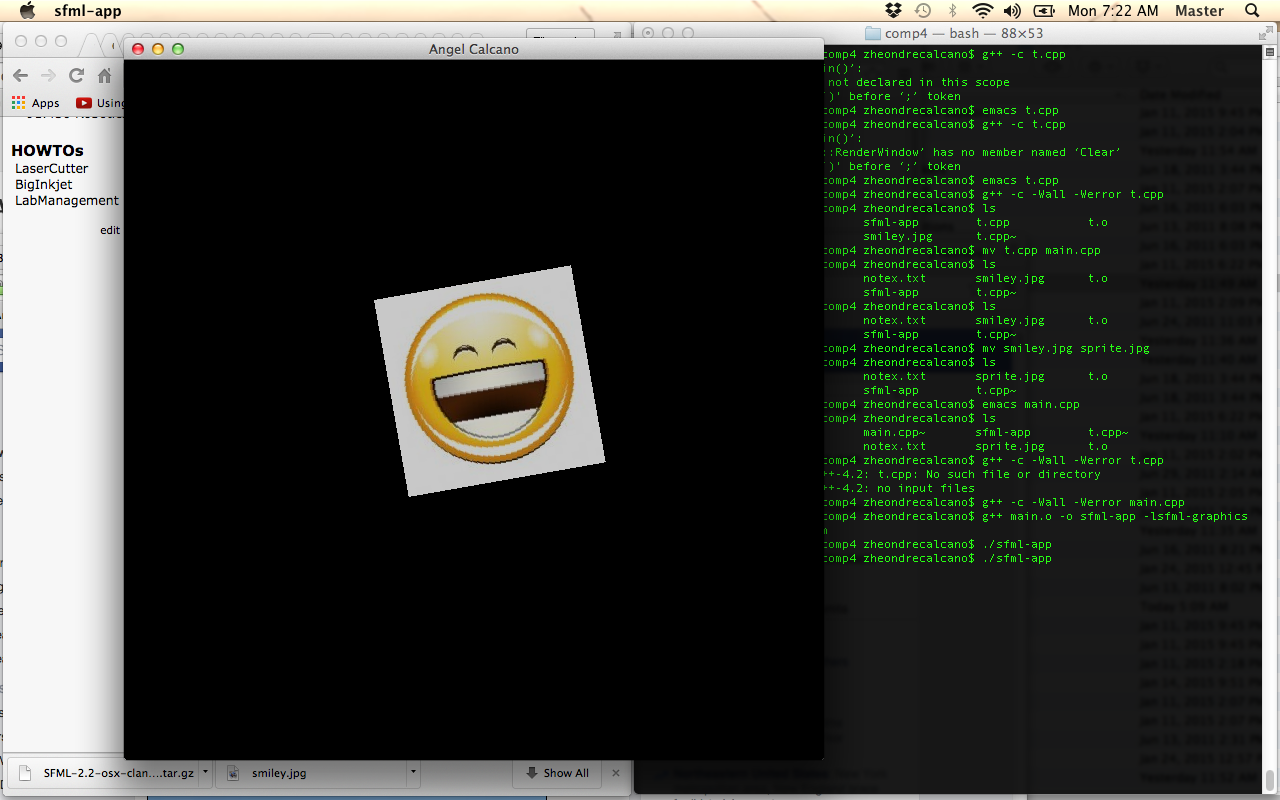 sfml-app
Mon 7:22 AM Master
Angel Calcano
Apps
Using
HOWTOs
LaserCutter
BigInkjet
LabManagement
edit
SFML-2.2-osx-clan....tar.gz
smiley.jpg
Show All
comp4 — bash — 88×53
comp4 zheondrecalcano$ g++ -c t.cpp
in()’:
not declared in this scope
)' before ‘;’ token
comp4 zheondrecalcano$ emacs t.cpp
comp4 zheondrecalcano$ g++ -c t.cpp
in()’:
::RenderWindow’ has no member named ‘Clear’
)' before ‘;’ token
comp4 zheondrecalcano$ emacs t.cpp
comp4 zheondrecalcano$ g++ -c -Wall -Werror t.cpp
comp4 zheondrecalcano$ ls
sfml-app t.cpp t.o
smiley.jpg t.cpp~
comp4 zheondrecalcano$ mv t.cpp main.cpp
comp4 zheondrecalcano$ ls
notex.txt smiley.jpg t.o
sfml-app t.cpp~
comp4 zheondrecalcano$ ls
notex.txt smiley.jpg t.o
sfml-app t.cpp~
comp4 zheondrecalcano$ mv smiley.jpg sprite.jpg
comp4 zheondrecalcano$ ls
notex.txt sprite.jpg t.o
sfml-app t.cpp~
comp4 zheondrecalcano$ emacs main.cpp
comp4 zheondrecalcano$ ls
main.cpp~ sfml-app t.cpp~
notex.txt sprite.jpg t.o
comp4 zheondrecalcano$ g++ -c -Wall -Werror t.cpp
++-4.2: t.cpp: No such file or directory
++-4.2: no input files
comp4 zheondrecalcano$ g++ -c -Wall -Werror main.cpp
comp4 zheondrecalcano$ g++ main.o -o sfml-app -lsfml-graphics
comp4 zheondrecalcano$ ./sfml-app
comp4 zheondrecalcano$ ./sfml-app